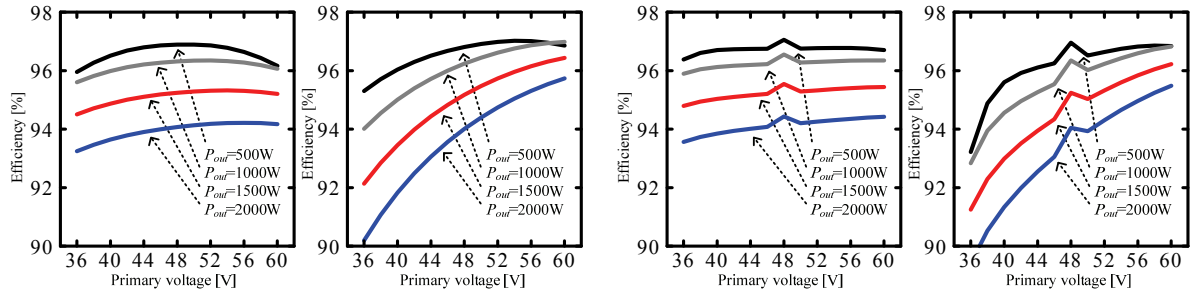 98
96
94
92
90
Efficiency [%]
36 40 44 48 52 56 60
Primary voltage [V]
Pout=500W
Pout=1000W
Pout=1500W
Pout=2000W
98
96
94
92
90
Efficiency [%]
36 40 44 48 52 56 60
Primary voltage [V]
Pout=500W
Pout=1000W
Pout=1500W
Pout=2000W
98
96
94
92
90
Efficiency [%]
36 40 44 48 52 56 60
Primary voltage [V]
Pout=500W
Pout=1000W
Pout=1500W
Pout=2000W
98
96
94
92
90
Efficiency [%]
36 40 44 48 52 56 60
Primary voltage [V]
Pout=500W
Pout=1000W
Pout=1500W
Pout=2000W